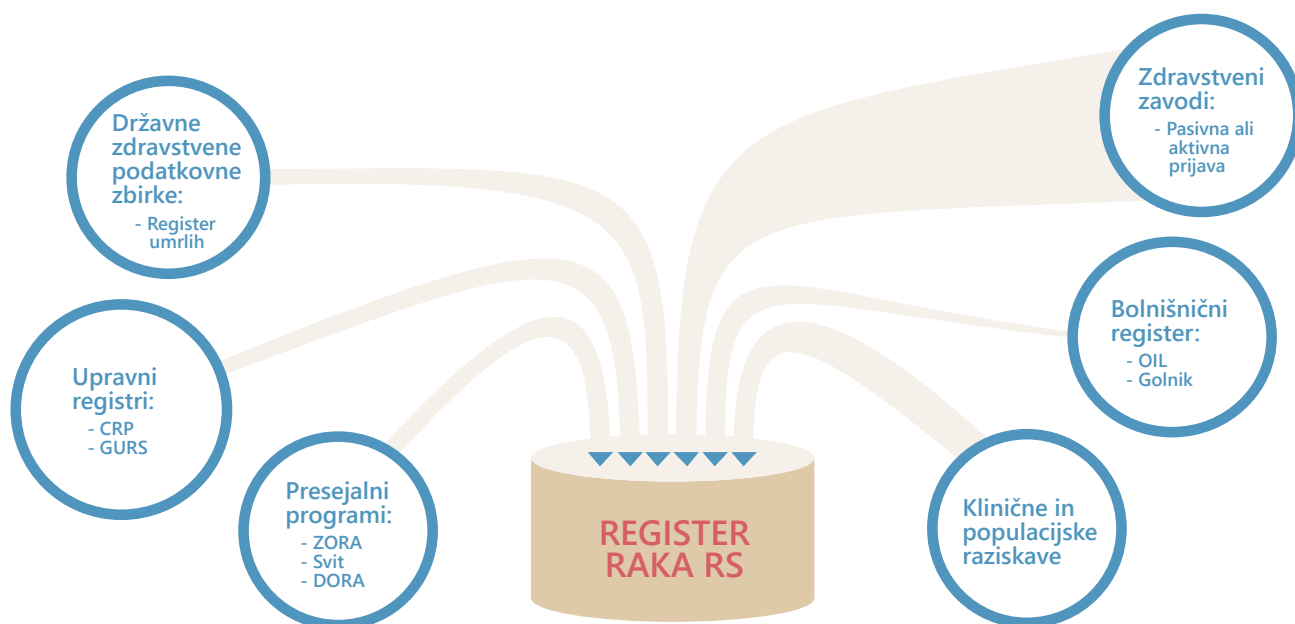 Državne
zdravstvene
podatkovne
zbirke:
- Register
umrlih
Upravni
registri:
- CRP
- GURS
Presejalni
programi:
- ZORA
- Svit
- DORA
REGISTER
RAKA RS
Zdravstveni
zavodi:
- Pasivna ali
aktivna
prijava
Bolnišnični
register:
- OIL
- Golnik
Klinične in
populacijske
raziskave